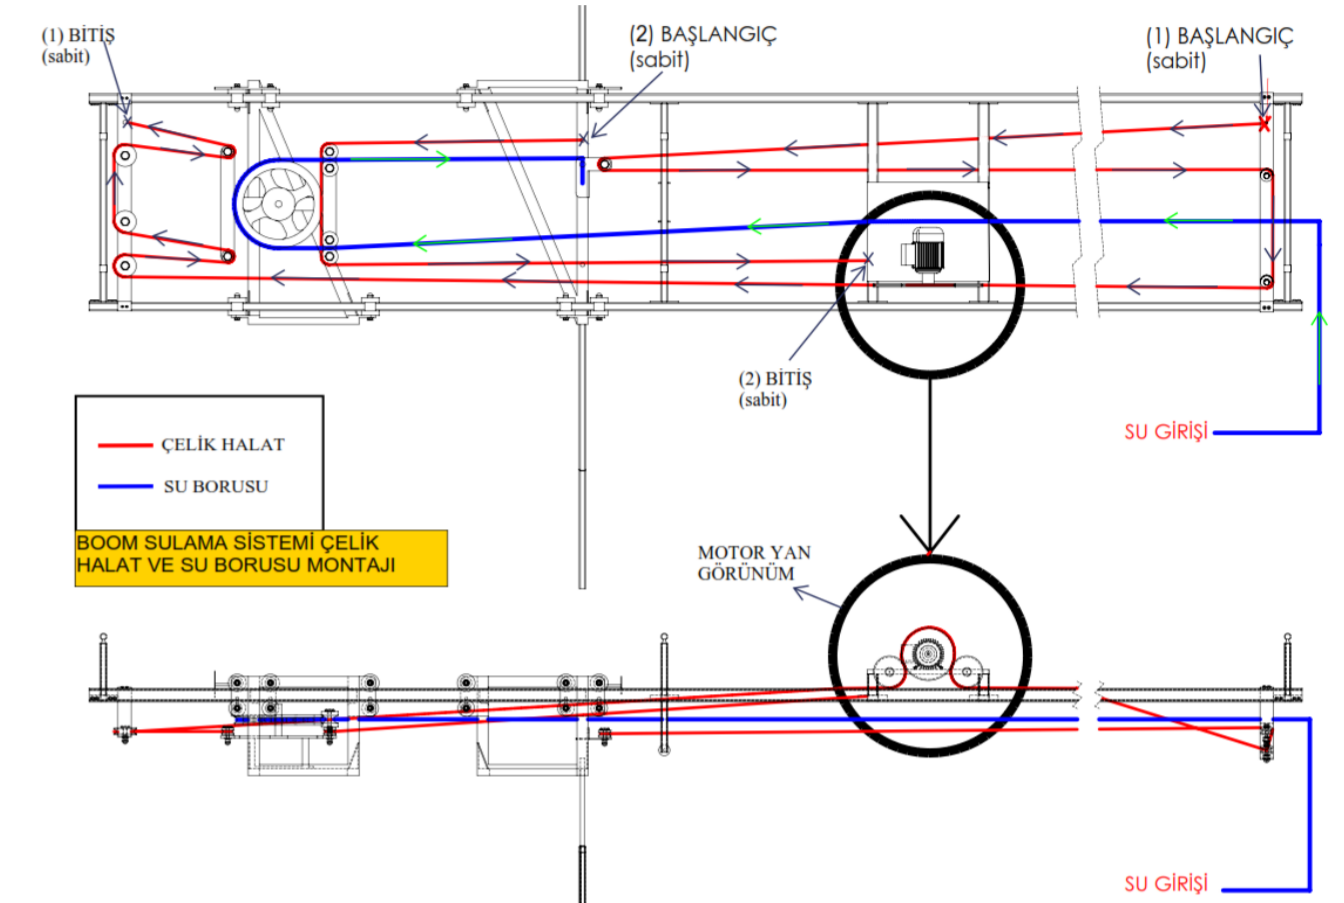 (1) BİTİŞ
(sabit)
(2) BAŞLANGIÇ
(sabit)
(1) BAŞLANGIÇ
(sabit)
(2) BİTİŞ
(sabit)
SU GİRİŞİ
ÇELİK HALAT
SU BORUSU
BOOM SULAMA SİSTEMİ ÇELİK
HALAT VE SU BORUSU MONTAJI
MOTOR YAN
GÖRÜNÜM
SU GİRİŞİ